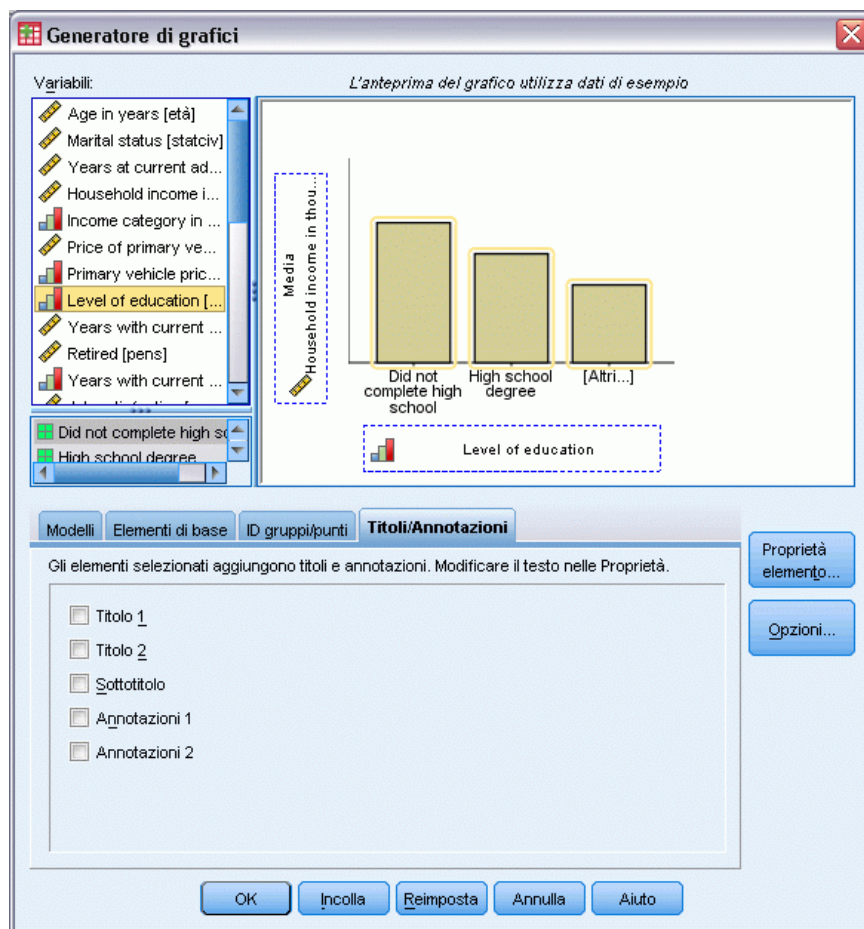 Generatore di grafici
Variabili:
L'anteprima del grafico utilizza dati di esempio
Age in years [età]
Marital status [statciv]
Years at current ad...
Household income i...
Income category in ...
Price of primary ve...
Primary vehicle pric...
Level of education [...
Years with current ...
Retired [pens]
Years with current ...
Did not complete high sc
High school degree
Media
Household income in thou...
Did not
complete high
school
High school
degree
[Altri...]
Level of education
Modelli
Elementi di base
ID gruppi/punti
Titoli/Annotazioni
Gli elementi selezionati aggiungono titoli e annotazioni. Modificare il testo nelle Proprietà.
Titolo 1
Titolo 2
Sottotitolo
Annotazioni 1
Annotazioni 2
Proprietà
elemento...
Opzioni...
OK
Incolla
Reimposta
Annulla
Aiuto